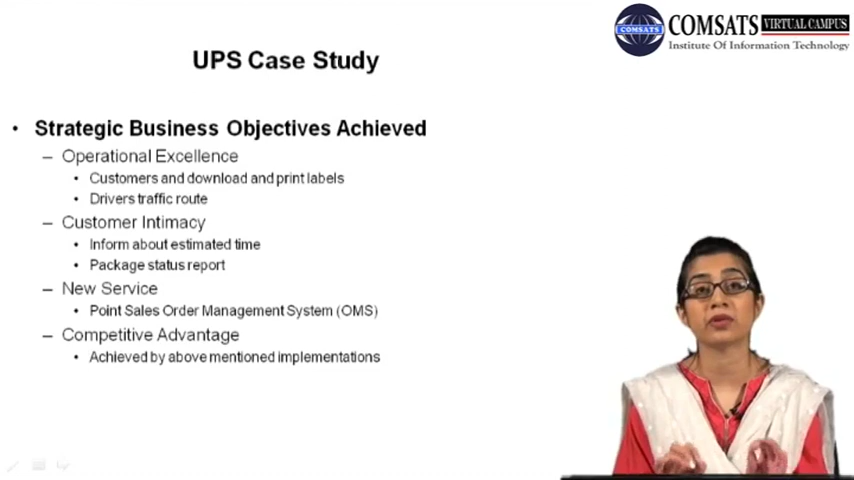 COMSATS VIRTUAL CAMPUS
Institute Of Information Technology
COMSATS
UPS Case Study
• Strategic Business Objectives Achieved
– Operational Excellence
• Customers and download and print labels
• Drivers traffic route
– Customer Intimacy
• Inform about estimated time
• Package status report
– New Service
• Point Sales Order Management System (OMS)
– Competitive Advantage
• Achieved by above mentioned implementations